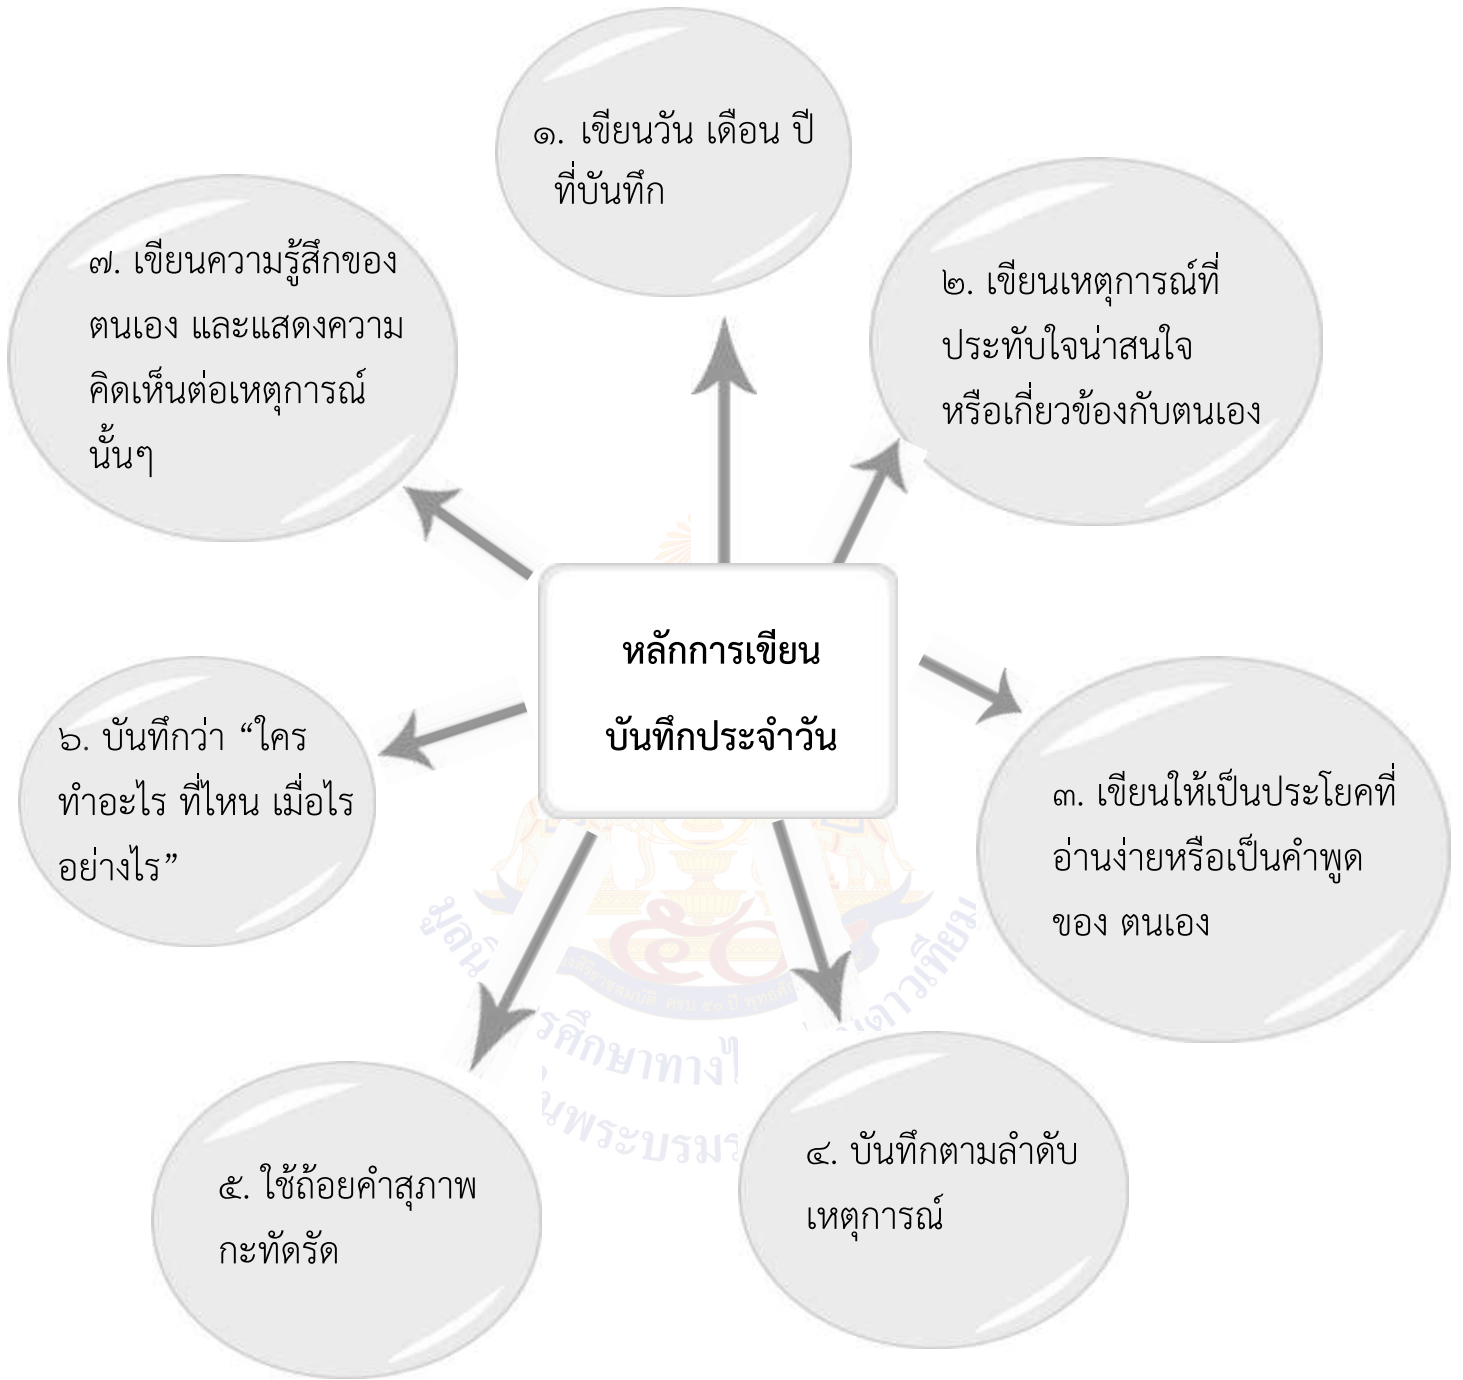 หลักการเขียน
บันทึกประจำวัน
๑. เขียนวัน เดือน ปี
ที่บันทึก
๒. เขียนเหตุการณ์ที่
ประทับใจน่าสนใจ
หรือเกี่ยวข้องกับตนเอง
๓. เขียนให้เป็นประโยคที่
อ่านง่ายหรือเป็นคำพูด
ของ ตนเอง
๔. บันทึกตามลำดับ
เหตุการณ์
๕. ใช้ถ้อยคำสุภาพ
กะทัดรัด
๖. บันทึกว่า “ใคร
ทำอะไร ที่ไหน เมื่อไร
อย่างไร”
๗. เขียนความรู้สึกของ
ตนเอง และแสดงความ
คิดเห็นต่อเหตุการณ์
นั้นๆ